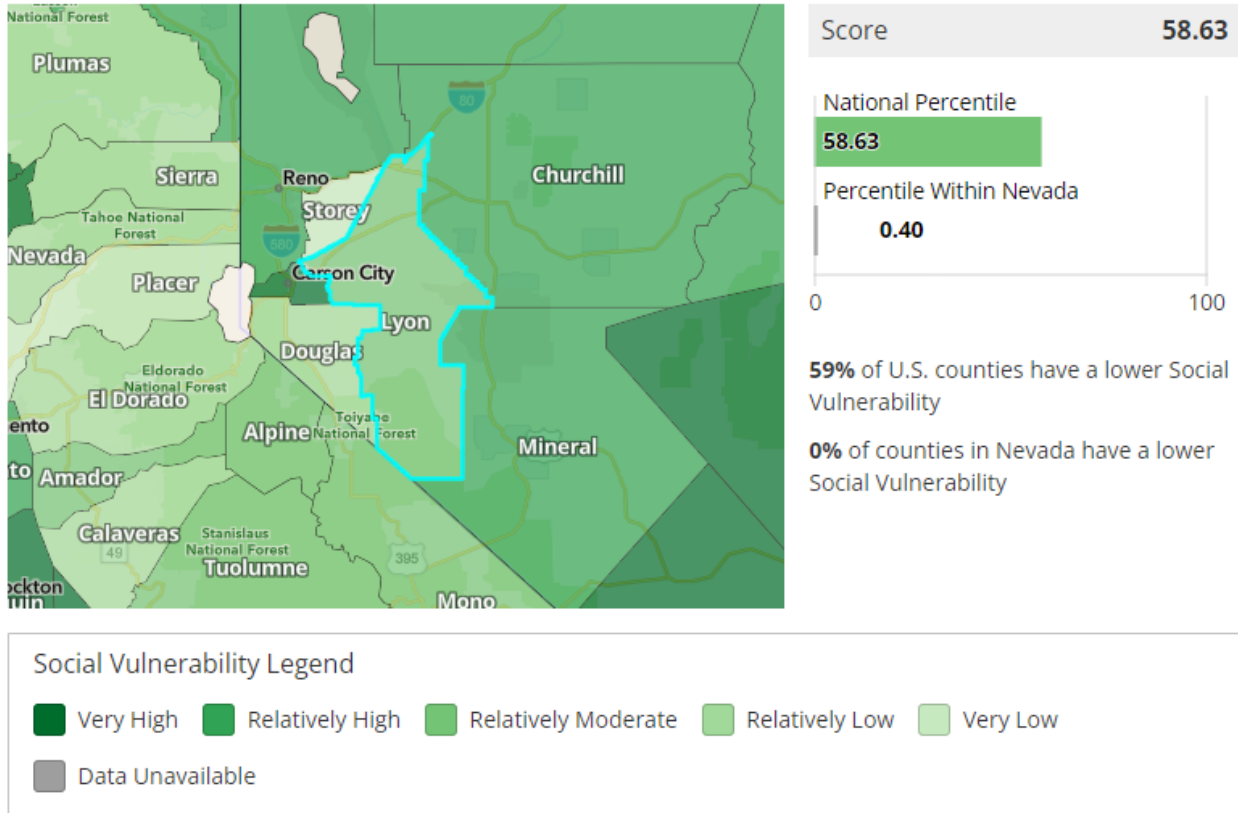 National Forest
Plumas
80
Sierra
Reno
Churchill
Storey
Tahoe National
Forest
580
Nevada
Carson City
Placer
Lyon
Douglas
Eldorado
National Forest
El Dorado
ento
Toiyabe
National Forest
Alpine
Mineral
to
Amador
Calaveras
49
Stanislaus
National Forest
Tuolumne
395
ockton
uin
Mono
Score 58.63
National Percentile
58.63
Percentile Within Nevada
0.40
0 100
59% of U.S. counties have a lower Social
Vulnerability
0% of counties in Nevada have a lower
Social Vulnerability
Social Vulnerability Legend
Very High Relatively High Relatively Moderate Relatively Low Very Low
Data Unavailable